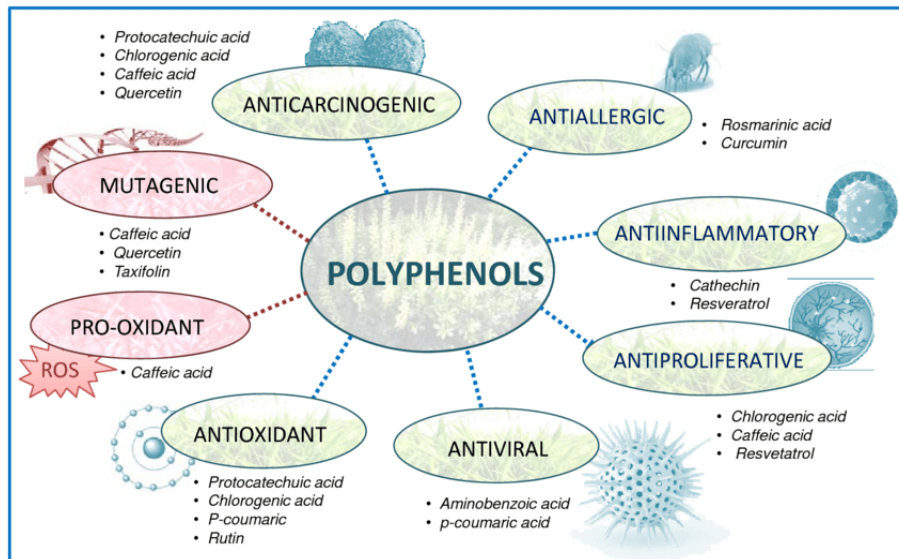 • Protocatechuic acid
• Chlorogenic acid
• Caffeic acid
• Quercetin
ANTICARCINOGENIC
ANTIALLERGIC
• Rosmarinic acid
• Curcumin
MUTAGENIC
• Caffeic acid
• Quercetin
• Taxifolin
POLYPHENOLS
ANTIINFLAMMATORY
• Cathechin
• Resveratrol
PRO-OXIDANT
ROS
• Caffeic acid
ANTIPROLIFERATIVE
• Chlorogenic acid
• Caffeic acid
• Resvetatrol
ANTIOXIDANT
• Protocatechuic acid
• Chlorogenic acid
• P-coumaric
• Rutin
ANTIVIRAL
• Aminobenzoic acid
• p-coumaric acid